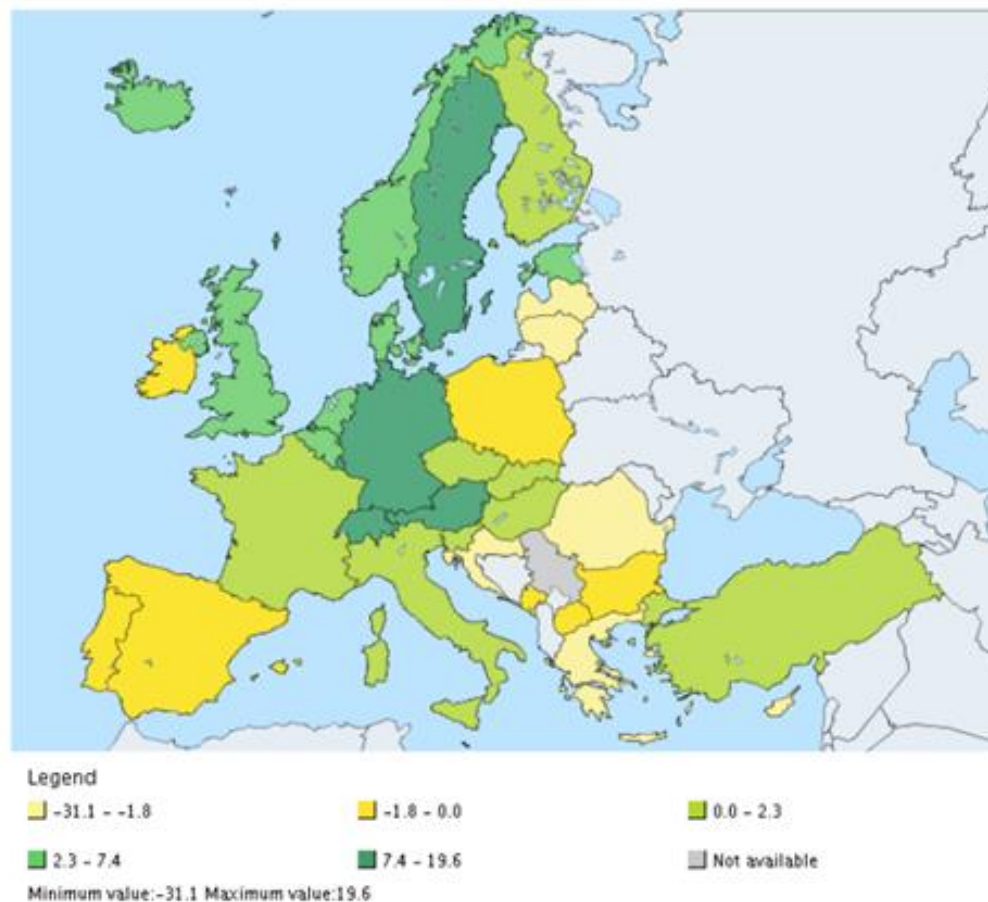 Legend
-31.1 - -1.8
-1.8 - 0.0
0.0 - 2.3
2.3 - 7.4
7.4 - 19.6
Not available
Minimum value:-31.1 Maximum value:19.6